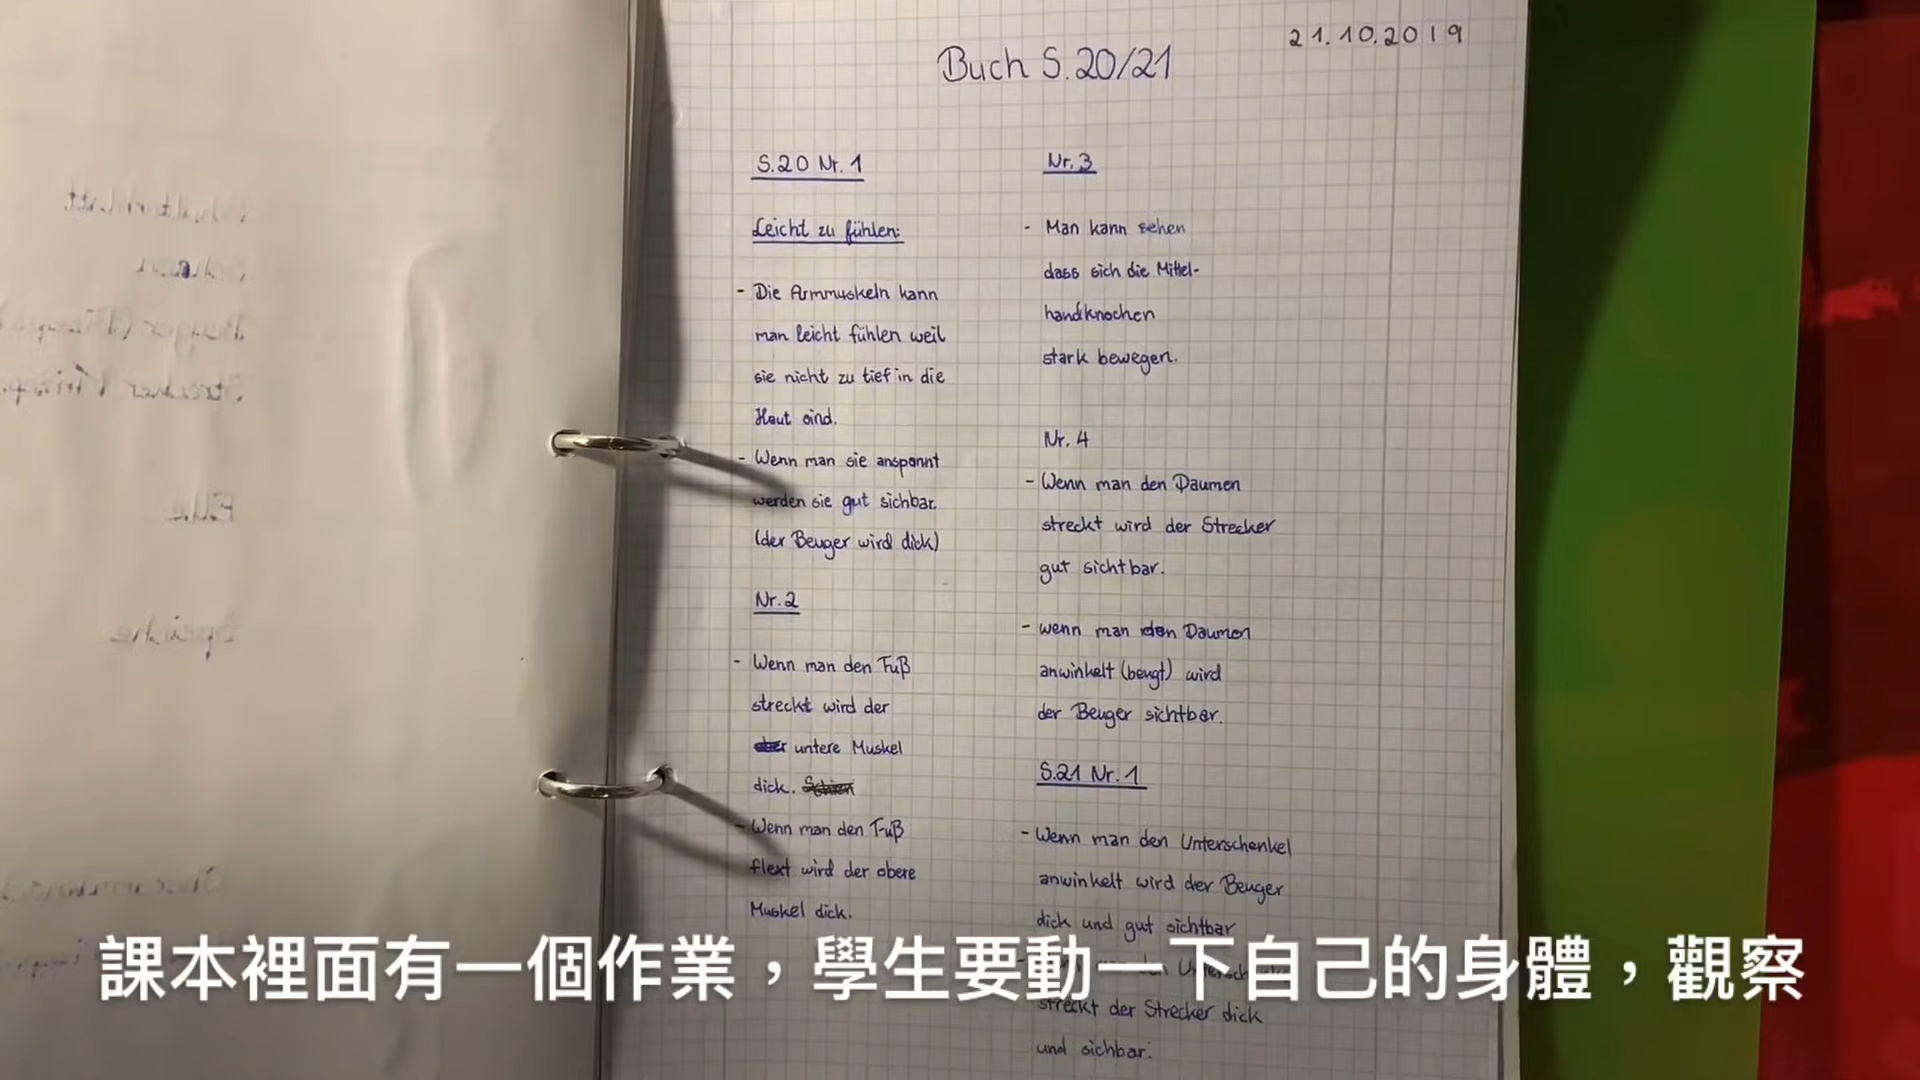 21.10.2019
Buch S.20/21
S.20 Nr. 1
Leicht zu fühlen:
- Die Armmuskeln kann
man leicht fühlen weil
sie nicht zu tief in die
Haut sind.
- Wenn man sie anspannt
werden sie gut sichbar.
(der Beuger wird dick)
Nr. 2
- Wenn man den Fuß
streckt wird der
untere Muskel
dick.
- Wenn man den Fuß
flext wird der obere
Muskel dick.
Nr. 3
- Man kann sehen
dass sich die Mittel-
handknochen
stark bewegen.
Nr. 4
- Wenn man den Daumen
streckt wird der Strecker
gut sichtbar.
- wenn man den Daumen
anwinkelt (beugt) wird
der Beuger sichtbar.
S.21 Nr. 1
- Wenn man den Unterschenkel
anwinkelt wird der Beuger
dick und gut sichtbar
streckt der Strecker dick
und sichbar.
課本裡面有一個作業，學生要動一下自己的身體，觀察